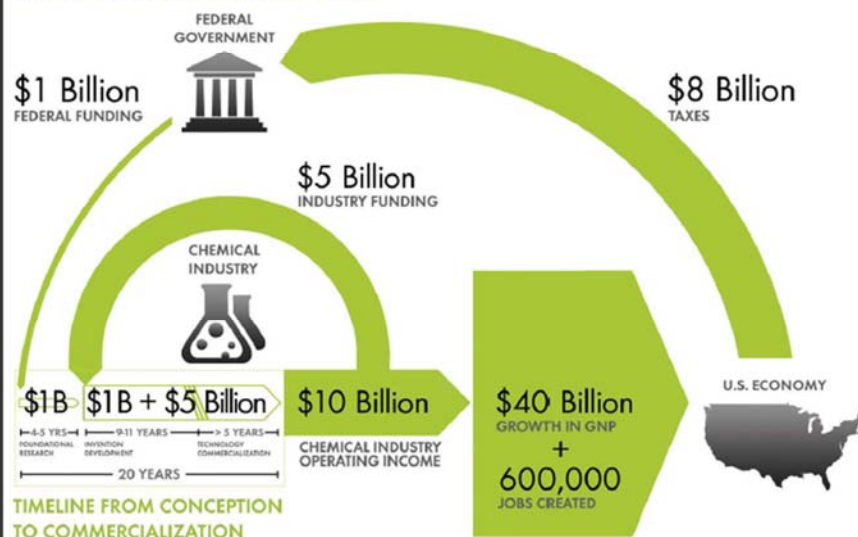 FEDERAL
GOVERNMENT
$1 Billion
FEDERAL FUNDING
$8 Billion
TAXES
$5 Billion
INDUSTRY FUNDING
CHEMICAL
INDUSTRY
$1B
$1B + $5 Billion
$10 Billion
CHEMICAL INDUSTRY
OPERATING INCOME
$40 Billion
GROWTH IN GNP
+
600,000
JOBS CREATED
U.S. ECONOMY
4-5 YRS
FOUNDATIONAL
RESEARCH
9-11 YEARS
INVENTION
DEVELOPMENT
> 5 YEARS
TECHNOLOGY
COMMERCIALIZATION
20 YEARS
TIMELINE FROM CONCEPTION
TO COMMERCIALIZATION